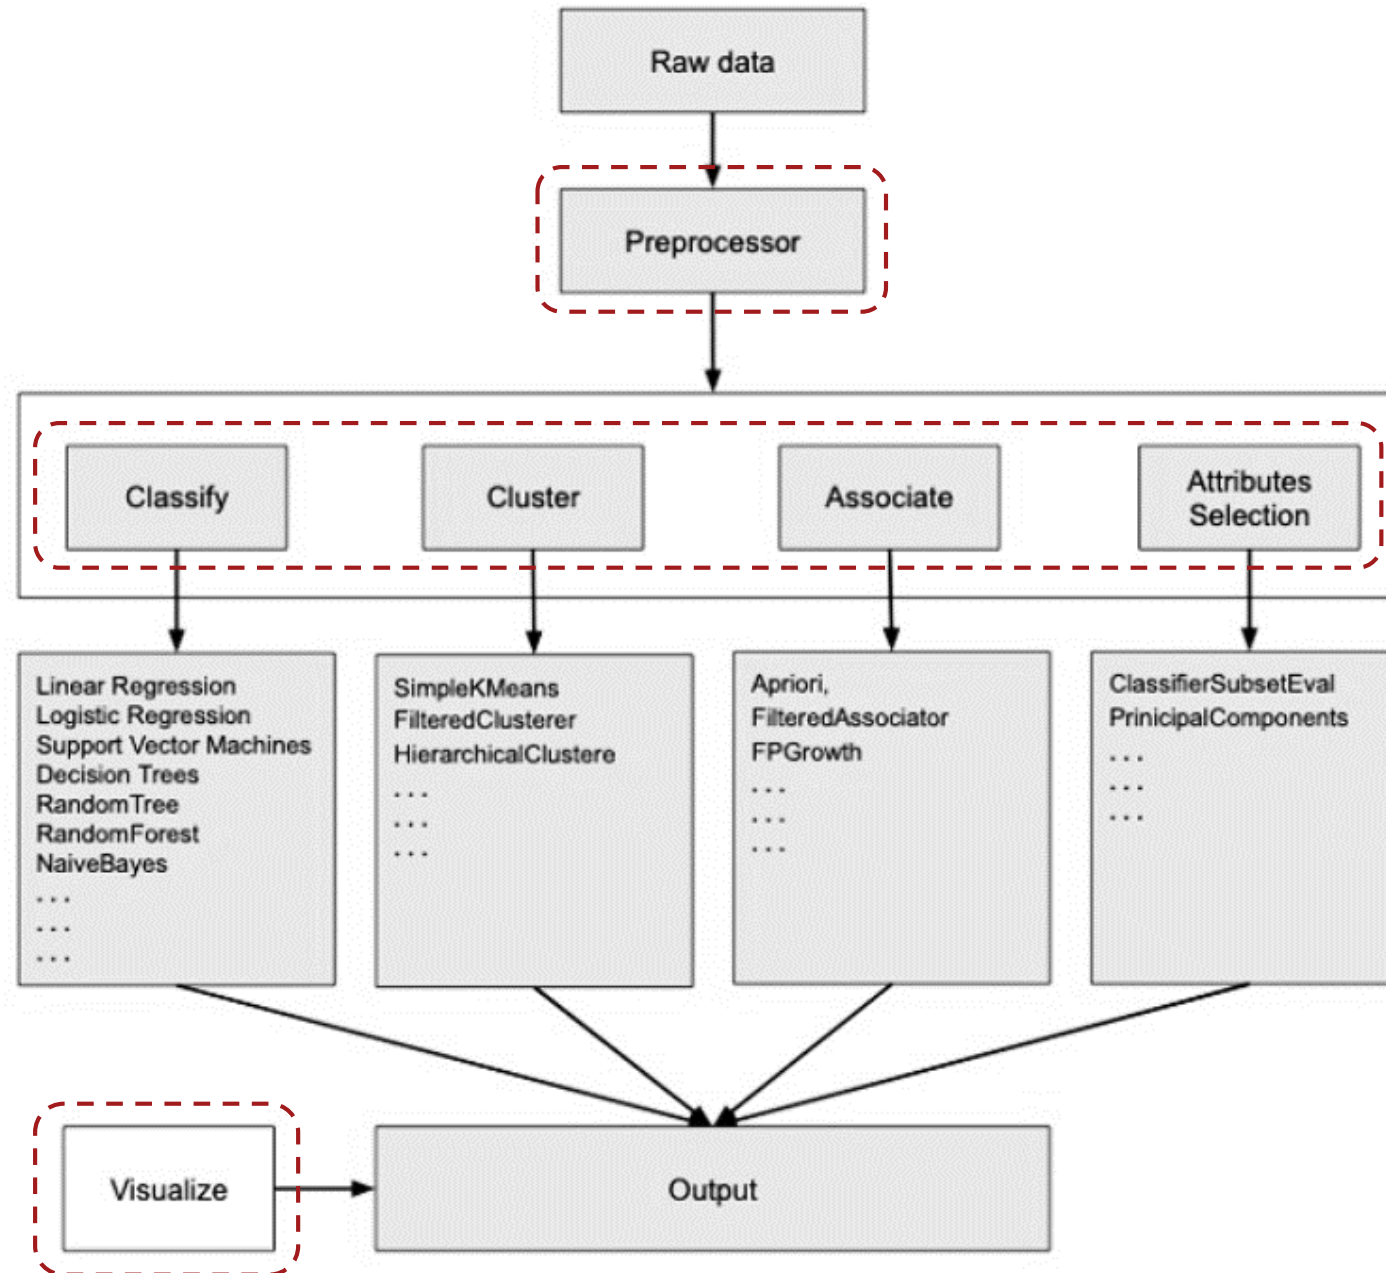 Raw data
Preprocessor
Classify
Cluster
Associate
Attributes
Selection
Linear Regression
Logistic Regression
Support Vector Machines
Decision Trees
RandomTree
RandomForest
NaiveBayes
. . .
. . .
. . .
SimpleKMeans
FilteredClusterer
HierarchicalClustere
. . .
. . .
. . .
Apriori,
FilteredAssociator
FPGrowth
. . .
. . .
. . .
ClassifierSubsetEval
PrinicipalComponents
. . .
. . .
. . .
Visualize
Output